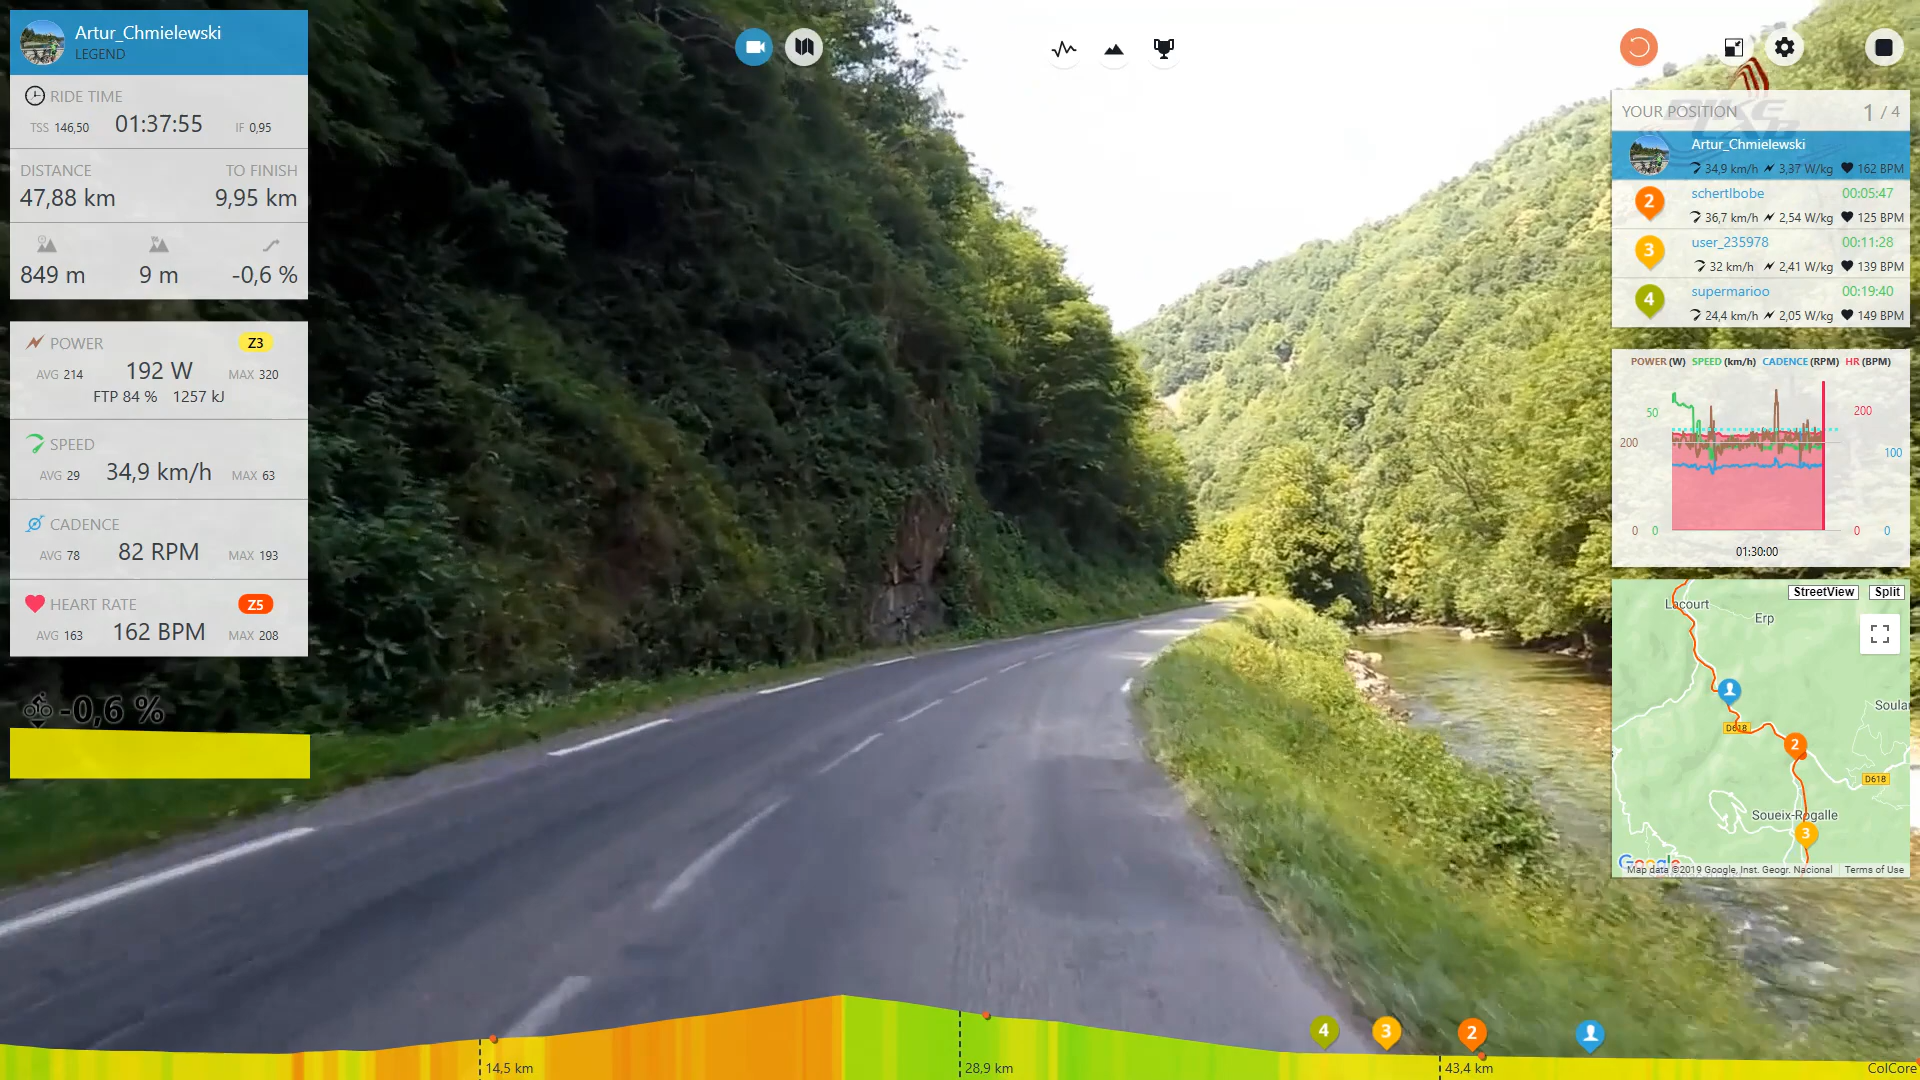 Artur_Chmielewski
LEGEND
RIDE TIME
TSS 146,50 01:37:55 IF 0,95
DISTANCE TO FINISH
47,88 km 9,95 km
849 m 9 m -0,6 %
POWER Z3
AVG 214 192 W MAX 320
FTP 84 % 1257 kJ
SPEED
AVG 29 34,9 km/h MAX 63
CADENCE
AVG 78 82 RPM MAX 193
HEART RATE Z5
AVG 163 162 BPM MAX 208
-0,6 %
YOUR POSITION 1 / 4
Artur_Chmielewski
34,9 km/h 3,37 W/kg 162 BPM
2 schertlbobe 00:05:47
36,7 km/h 2,54 W/kg 125 BPM
3 user_235978 00:11:28
32 km/h 2,41 W/kg 139 BPM
4 supermarioo 00:19:40
24,4 km/h 2,05 W/kg 149 BPM
POWER (W) SPEED (km/h) CADENCE (RPM) HR (BPM)
50 200
200 100
0 0 0 0
01:30:00
StreetView Split
Lacourt
Erp
Soula
D618
2
D618
Soueix-Rogalle
3
Google
Map data ©2019 Google, Inst. Geogr. Nacional Terms of Use
4 3 2
14,5 km 28,9 km 43,4 km ColCore